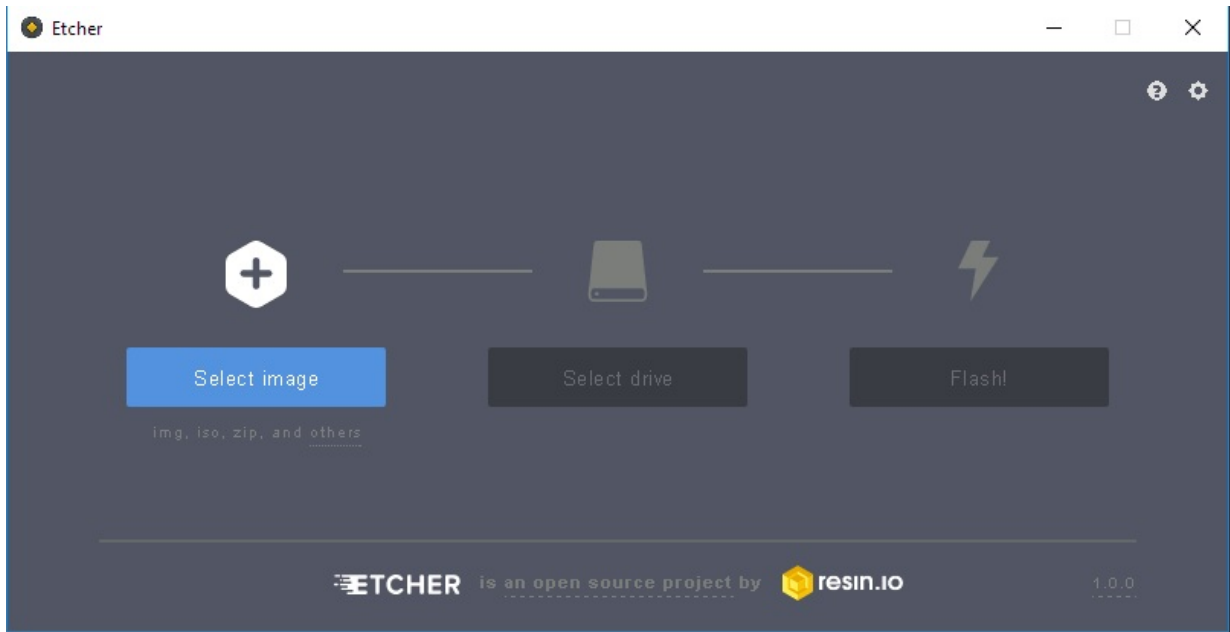 Etcher
Select image
Select drive
Flash!
img, iso, zip, and others
ETCHER is an open source project by resin.io
1.0.0